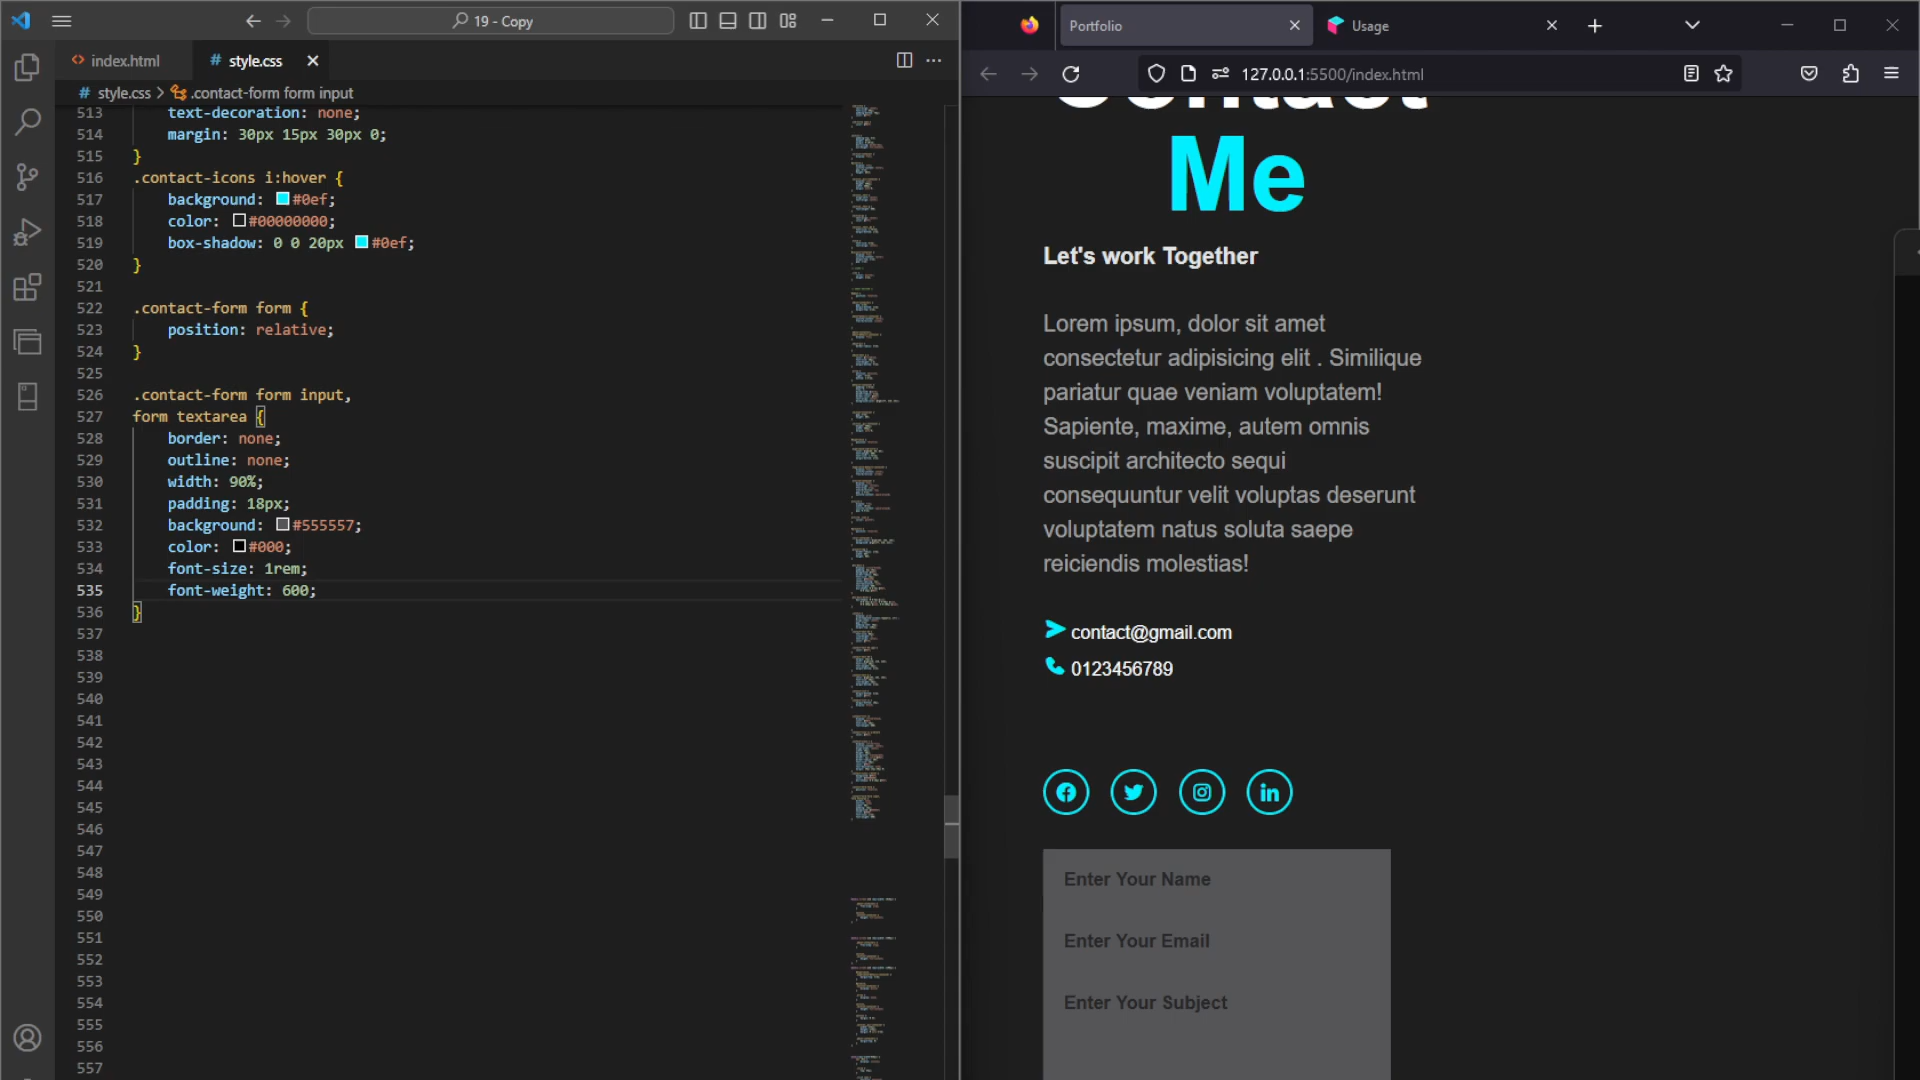 19 - Copy
index.html
style.css
style.css > .contact-form form input
513 text-decoration: none;
514 margin: 30px 15px 30px 0;
515 }
516 .contact-icons i:hover {
517 background: #0ef;
518 color: #00000000;
519 box-shadow: 0 0 20px #0ef;
520 }
521
522 .contact-form form {
523 position: relative;
524 }
525
526 .contact-form form input,
527 form textarea {
528 border: none;
529 outline: none;
530 width: 90%;
531 padding: 18px;
532 background: #555557;
533 color: #000;
534 font-size: 1rem;
535 font-weight: 600;
536 }
537
538
539
540
541
542
543
544
545
546
547
548
549
550
551
552
553
554
555
556
557
Portfolio
Usage
127.0.0.1:5500/index.html
Contact
Me
Let's work Together
Lorem ipsum, dolor sit amet
consectetur adipisicing elit . Similique
pariatur quae veniam voluptatem!
Sapiente, maxime, autem omnis
suscipit architecto sequi
consequuntur velit voluptas deserunt
voluptatem natus soluta saepe
reiciendis molestias!
contact@gmail.com
0123456789
Enter Your Name
Enter Your Email
Enter Your Subject